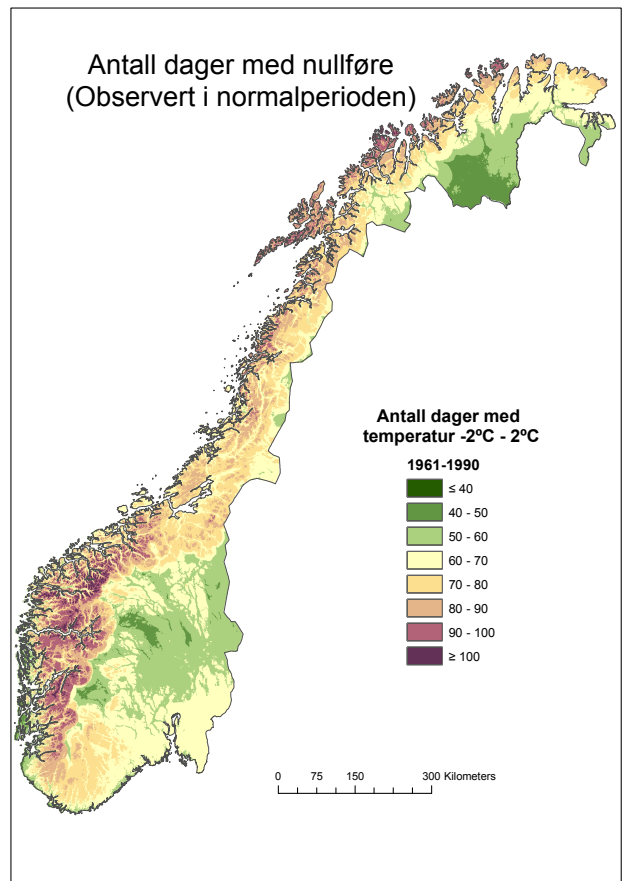 Antall dager med nullføre
(Observert i normalperioden)
Antall dager med
temperatur -2ºC - 2ºC
1961-1990
≤ 40
40 - 50
50 - 60
60 - 70
70 - 80
80 - 90
90 - 100
≥ 100
0 75 150 300 Kilometers